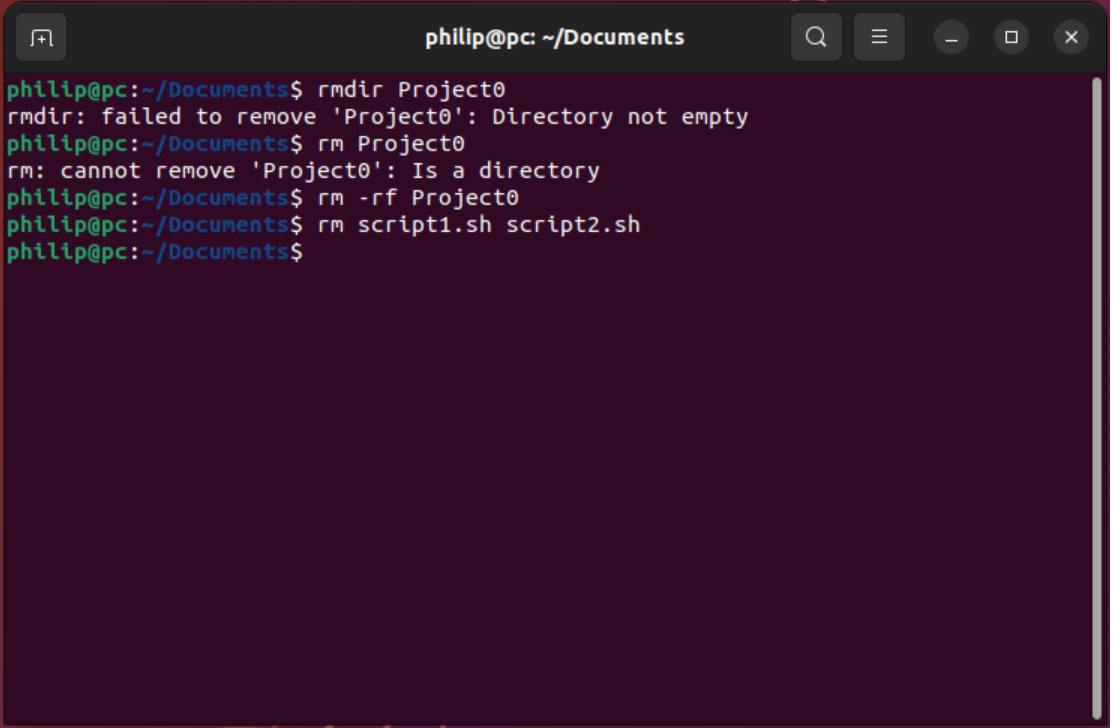 philip@pc: ~/Documents
philip@pc:~/Documents$ rmdir Project0
rmdir: failed to remove 'Project0': Directory not empty
philip@pc:~/Documents$ rm Project0
rm: cannot remove 'Project0': Is a directory
philip@pc:~/Documents$ rm -rf Project0
philip@pc:~/Documents$ rm script1.sh script2.sh
philip@pc:~/Documents$